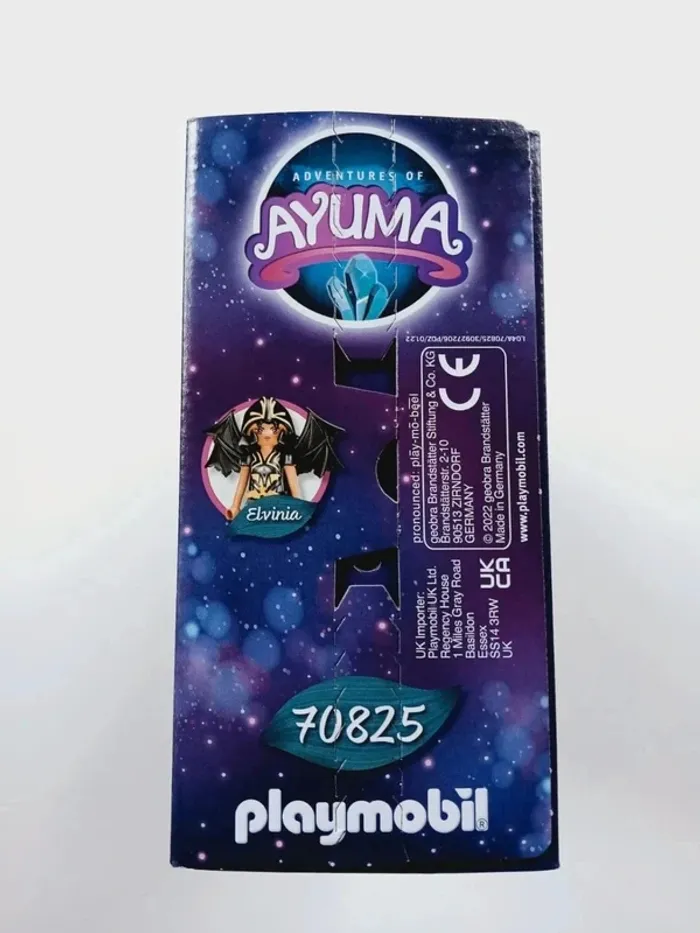 ADVENTURES OF
AYUMA
L04A/70825/30927206/PDZ/01.22
pronounced: plāy-mō-bēēl
geobra Brandstätter Stiftung & Co. KG
Brandstätterstr. 2-10
90513 ZIRNDORF
GERMANY
CE
© 2022 geobra Brandstätter
Made in Germany
www.playmobil.com
Elvinia
UK Importer:
Playmobil UK Ltd.
Regency House
1 Miles Gray Road
Basildon
Essex
SS14 3RW
UK
UK
CA
70825
playmobil®